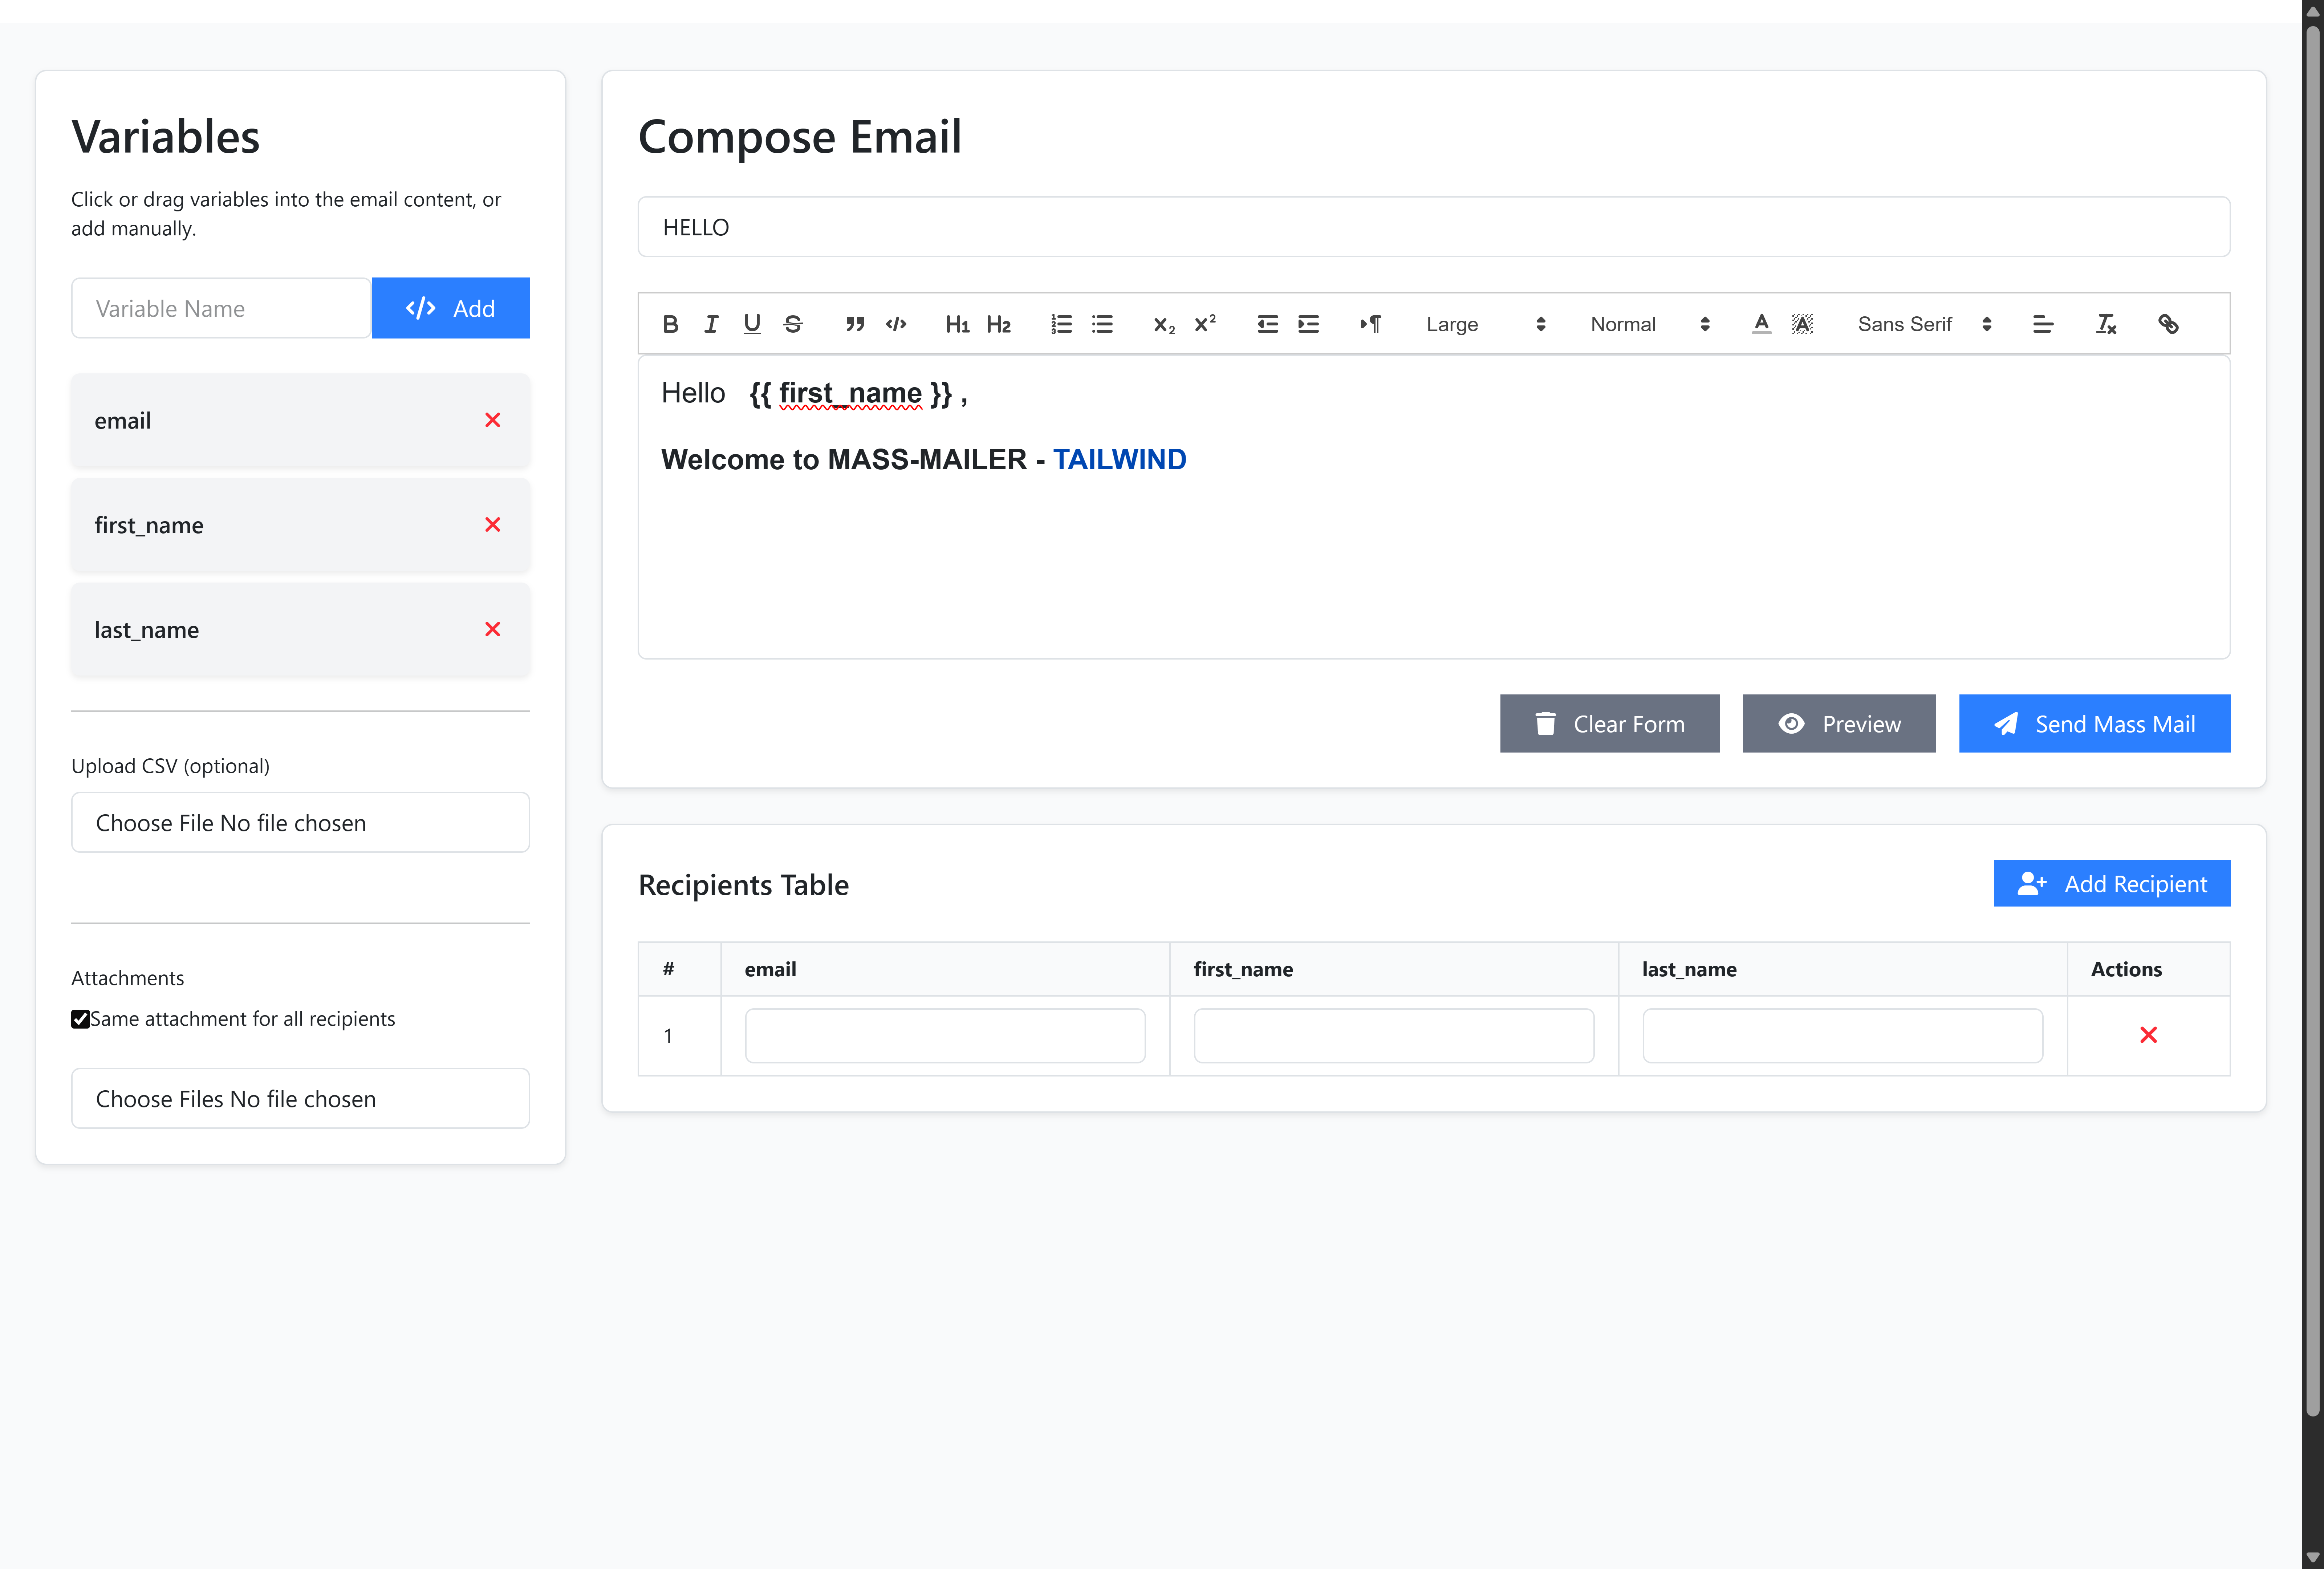 Variables
Click or drag variables into the email content, or
add manually.
Variable Name
Add
email
first_name
last_name
Upload CSV (optional)
Choose File No file chosen
Attachments
Same attachment for all recipients
Choose Files No file chosen
Compose Email
HELLO
H1 H2 Large Normal Sans Serif
Hello {{ first_name }} ,
Welcome to MASS-MAILER - TAILWIND
Clear Form
Preview
Send Mass Mail
Recipients Table
Add Recipient
# email first_name last_name Actions
1